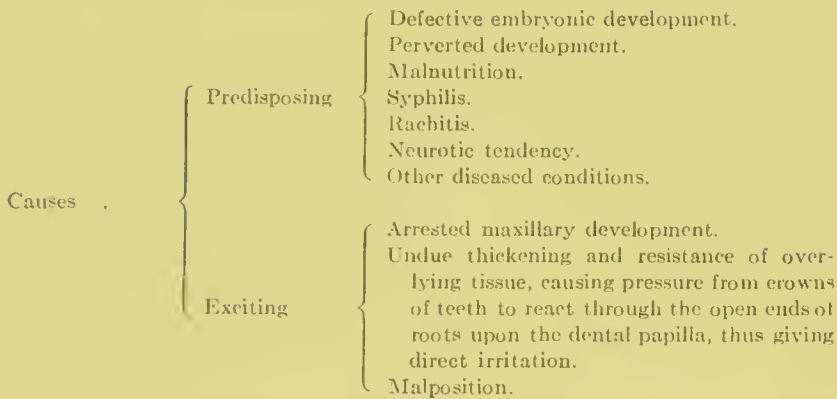 Causes .
Predisposing
Defective embryonic development.
Perverted development.
Malnutrition.
Syphilis.
Rachitis.
Neurotic tendency.
Other diseased conditions.
Exciting
Arrested maxillary development.
Undue thickening and resistance of over-
lying tissue, causing pressure from crowns
of teeth to react through the open ends of
roots upon the dental papilla, thus giving
direct irritation.
Malposition.